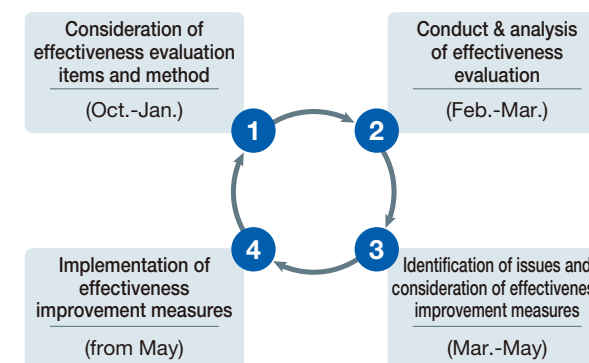 Consideration of
effectiveness evaluation
items and method
(Oct.-Jan.)
1
Conduct & analysis
of effectiveness
evaluation
(Feb.-Mar.)
2
3
Identification of issues and
consideration of effectivenes
improvement measures
(Mar.-May)
4
Implementation of
effectiveness
improvement measures
(from May)